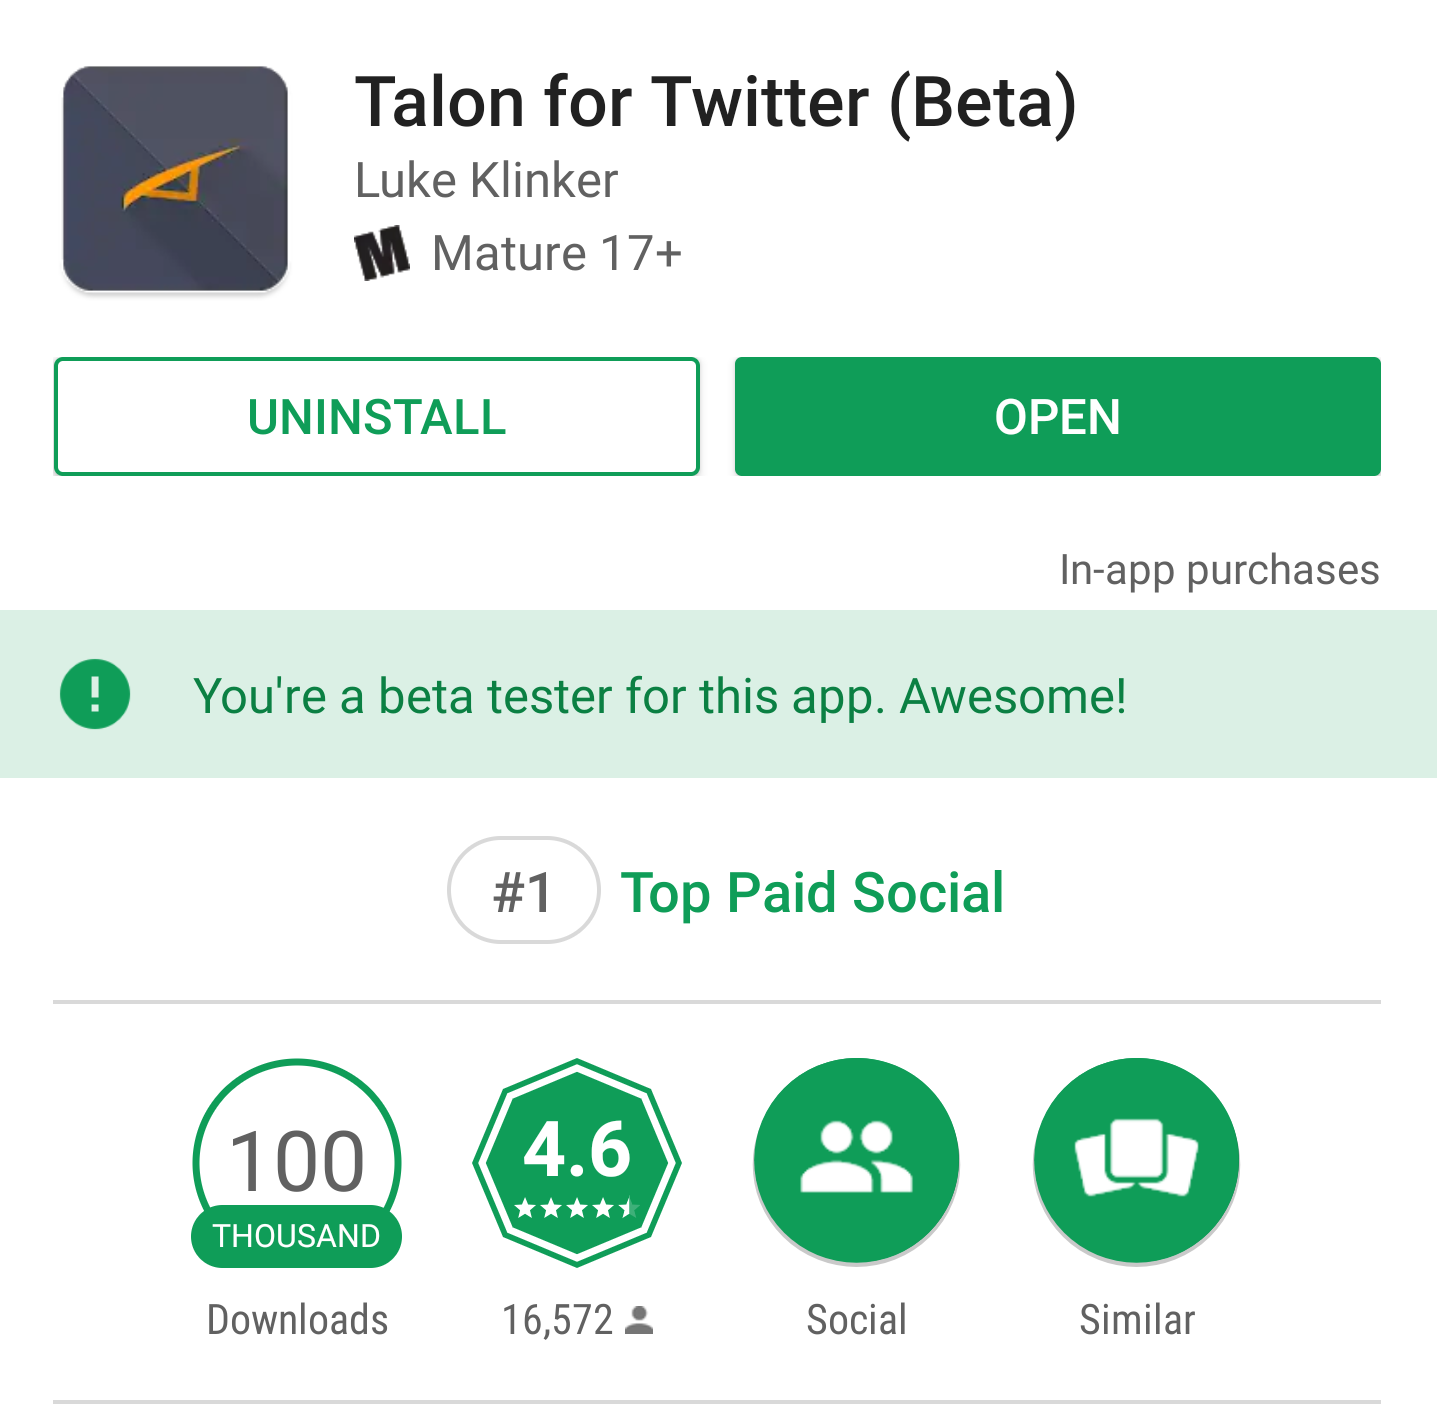 Talon for Twitter (Beta)
Luke Klinker
M Mature 17+
UNINSTALL
OPEN
In-app purchases
! You're a beta tester for this app. Awesome!
#1 Top Paid Social
100
THOUSAND
Downloads
4.6
16,572
Social
Similar